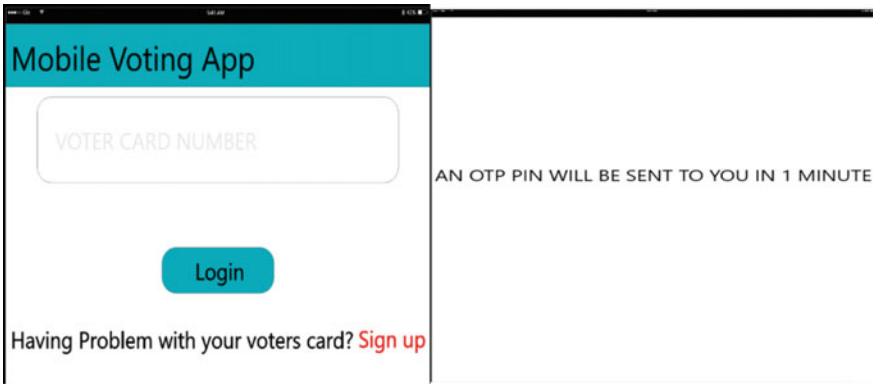 Mobile Voting App
VOTER CARD NUMBER
Login
Having Problem with your voters card? Sign up
AN OTP PIN WILL BE SENT TO YOU IN 1 MINUTE